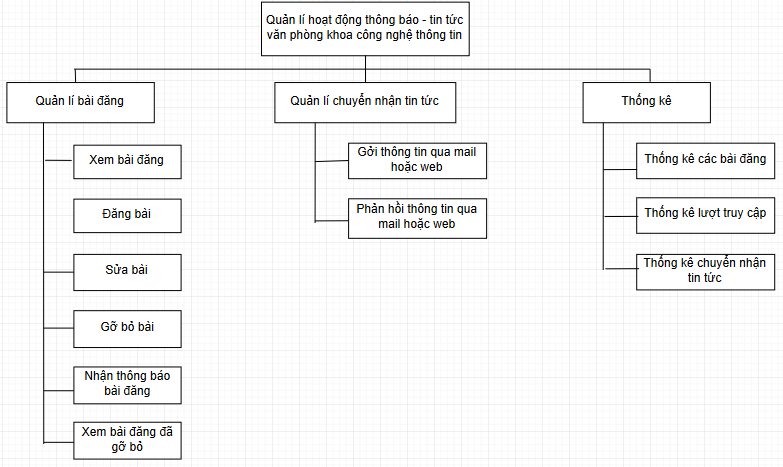 Quản lí hoạt động thông báo - tin tức
văn phòng khoa công nghệ thông tin
Quản lí bài đăng
Quản lí chuyển nhận tin tức
Thống kê
Xem bài đăng
Đăng bài
Sửa bài
Gỡ bỏ bài
Nhận thông báo
bài đăng
Xem bài đăng đã
gỡ bỏ
Gởi thông tin qua mail
hoặc web
Phản hồi thông tin qua
mail hoặc web
Thống kê các bài đăng
Thống kê lượt truy cập
Thống kê chuyển nhận
tin tức